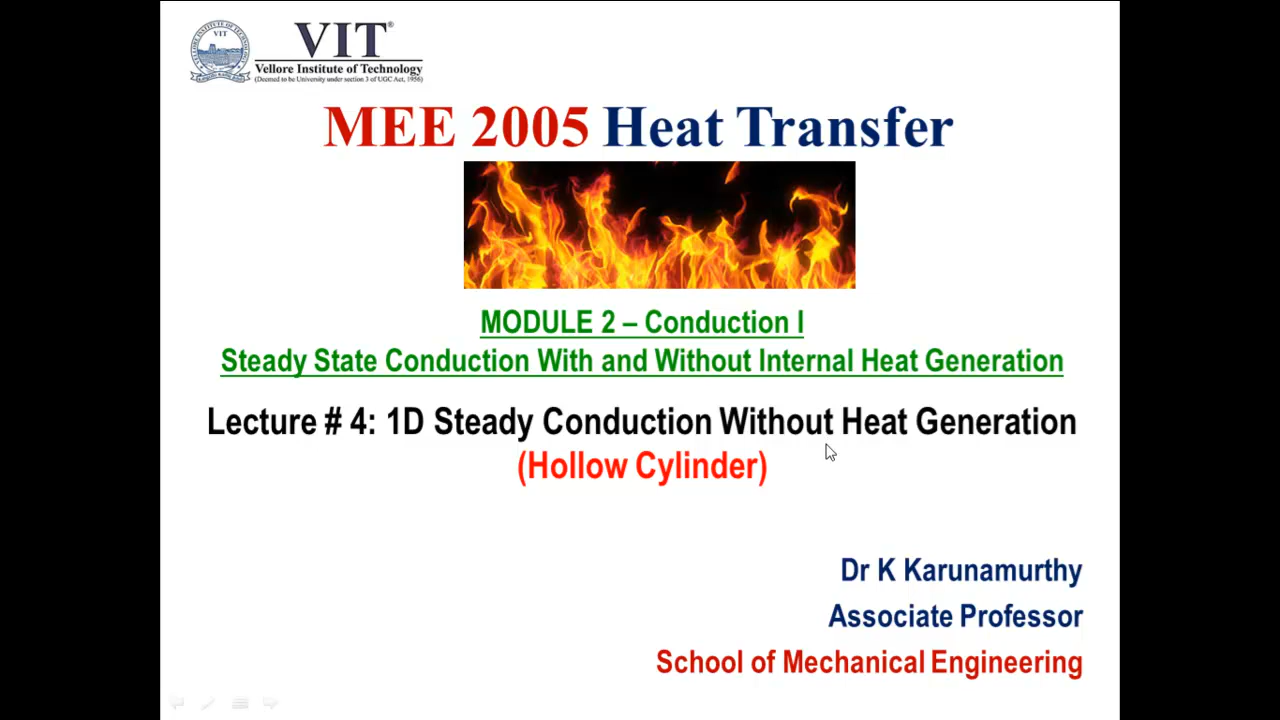 VIT®
Vellore Institute of Technology
(Deemed to be University under section 3 of UGC Act, 1956)
MEE 2005 Heat Transfer
MODULE 2 – Conduction I
Steady State Conduction With and Without Internal Heat Generation
Lecture # 4: 1D Steady Conduction Without Heat Generation
(Hollow Cylinder)
Dr K Karunamurthy
Associate Professor
School of Mechanical Engineering